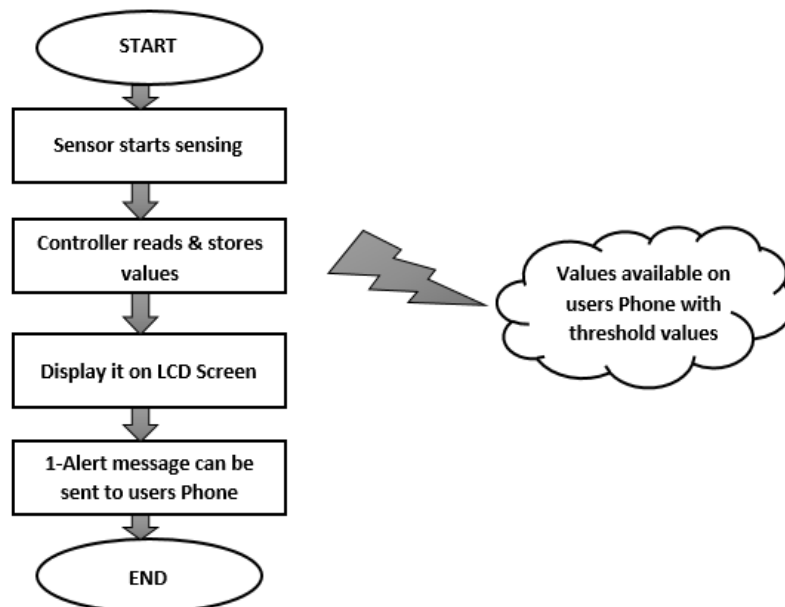 START
Sensor starts sensing
Controller reads & stores
values
Values available on
users Phone with
threshold values
Display it on LCD Screen
1-Alert message can be
sent to users Phone
END